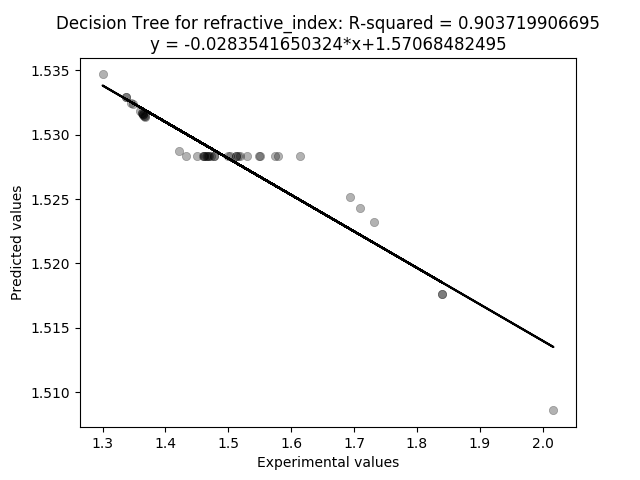 Decision Tree for refractive_index: R-squared = 0.903719906695
y = -0.0283541650324*x+1.57068482495
1.535
1.530
1.525
1.520
1.515
1.510
Predicted values
1.3 1.4 1.5 1.6 1.7 1.8 1.9 2.0
Experimental values